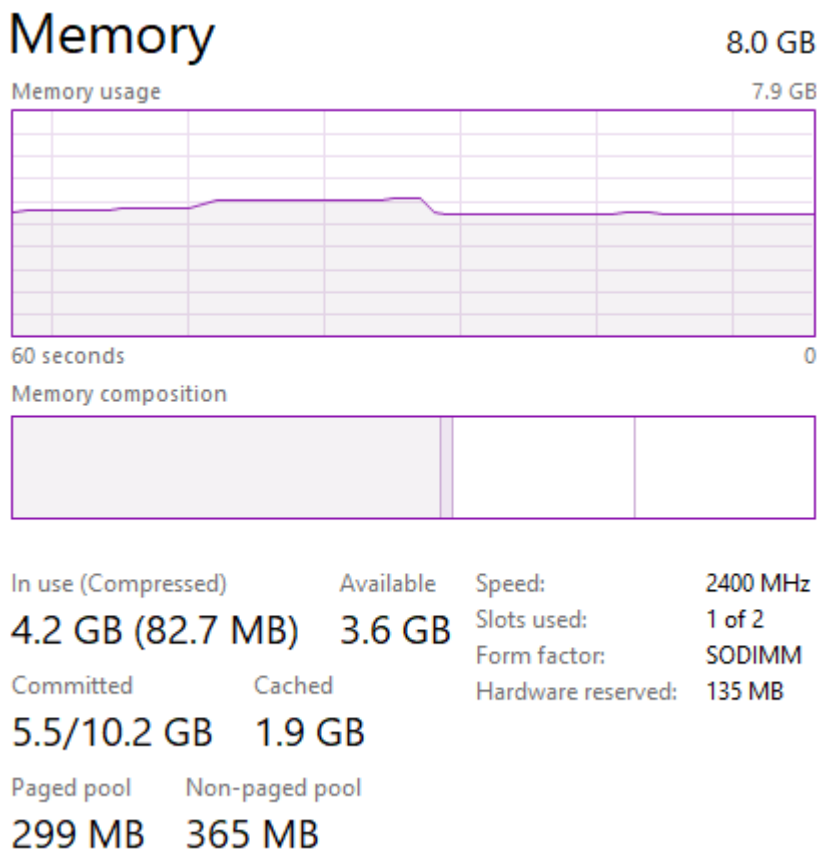 Memory 8.0 GB
Memory usage 7.9 GB
60 seconds 0
Memory composition
In use (Compressed) Available
4.2 GB (82.7 MB) 3.6 GB
Committed Cached
5.5/10.2 GB 1.9 GB
Paged pool Non-paged pool
299 MB 365 MB
Speed: 2400 MHz
Slots used: 1 of 2
Form factor: SODIMM
Hardware reserved: 135 MB